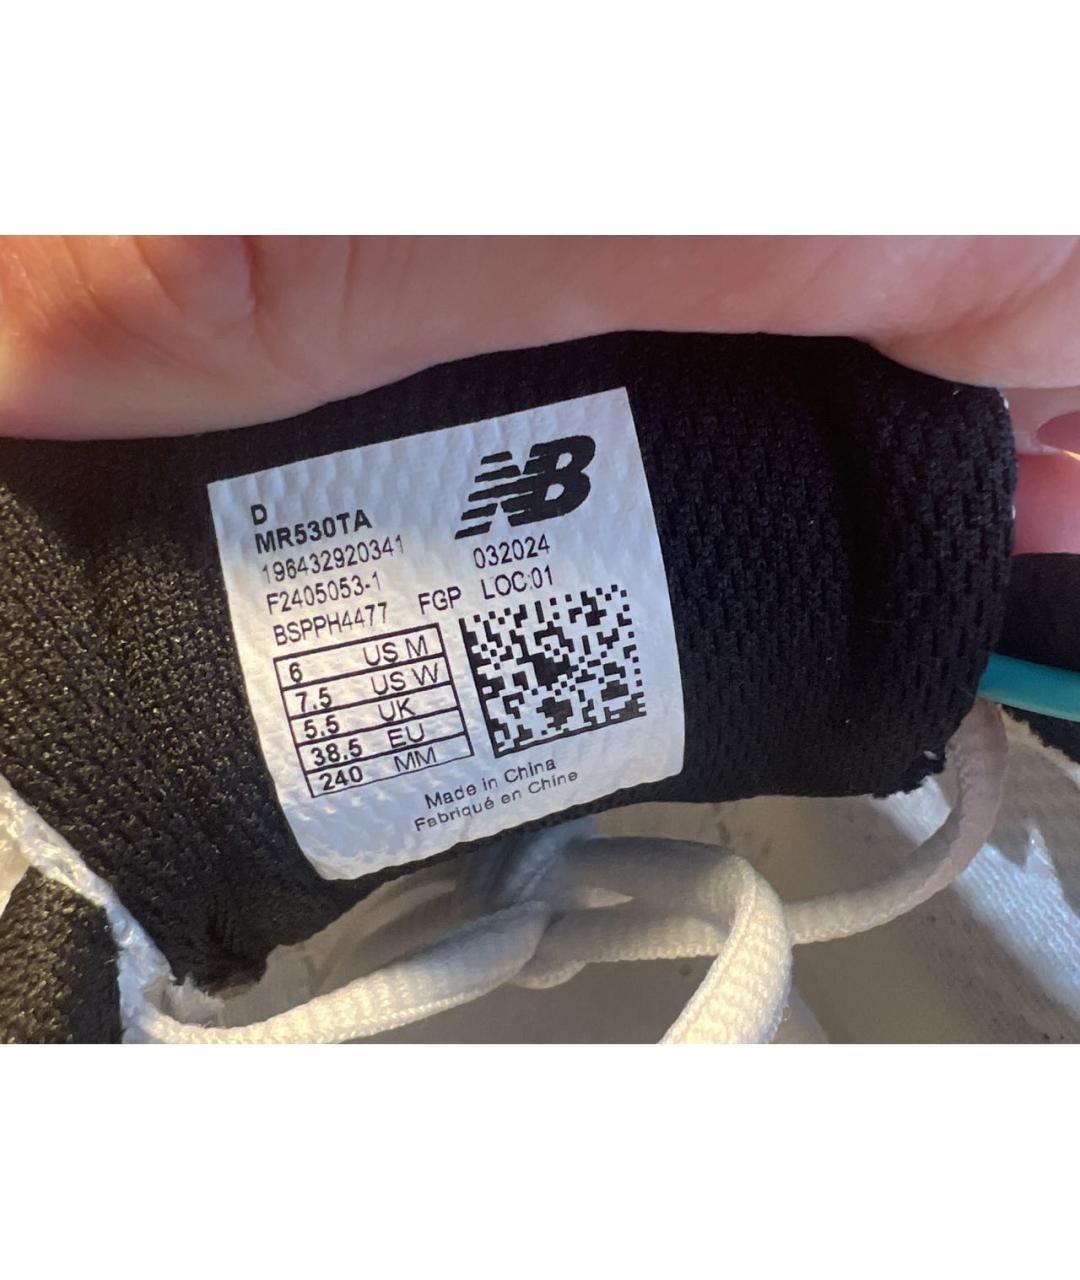 D
MR530TA
196432920341
F2405053-1
BSPPH4477
NB
032024
FGP LOC:01
6 US M
7.5 US W
5.5 UK
38.5 EU
240 MM
Made in China
Fabriqué en Chine